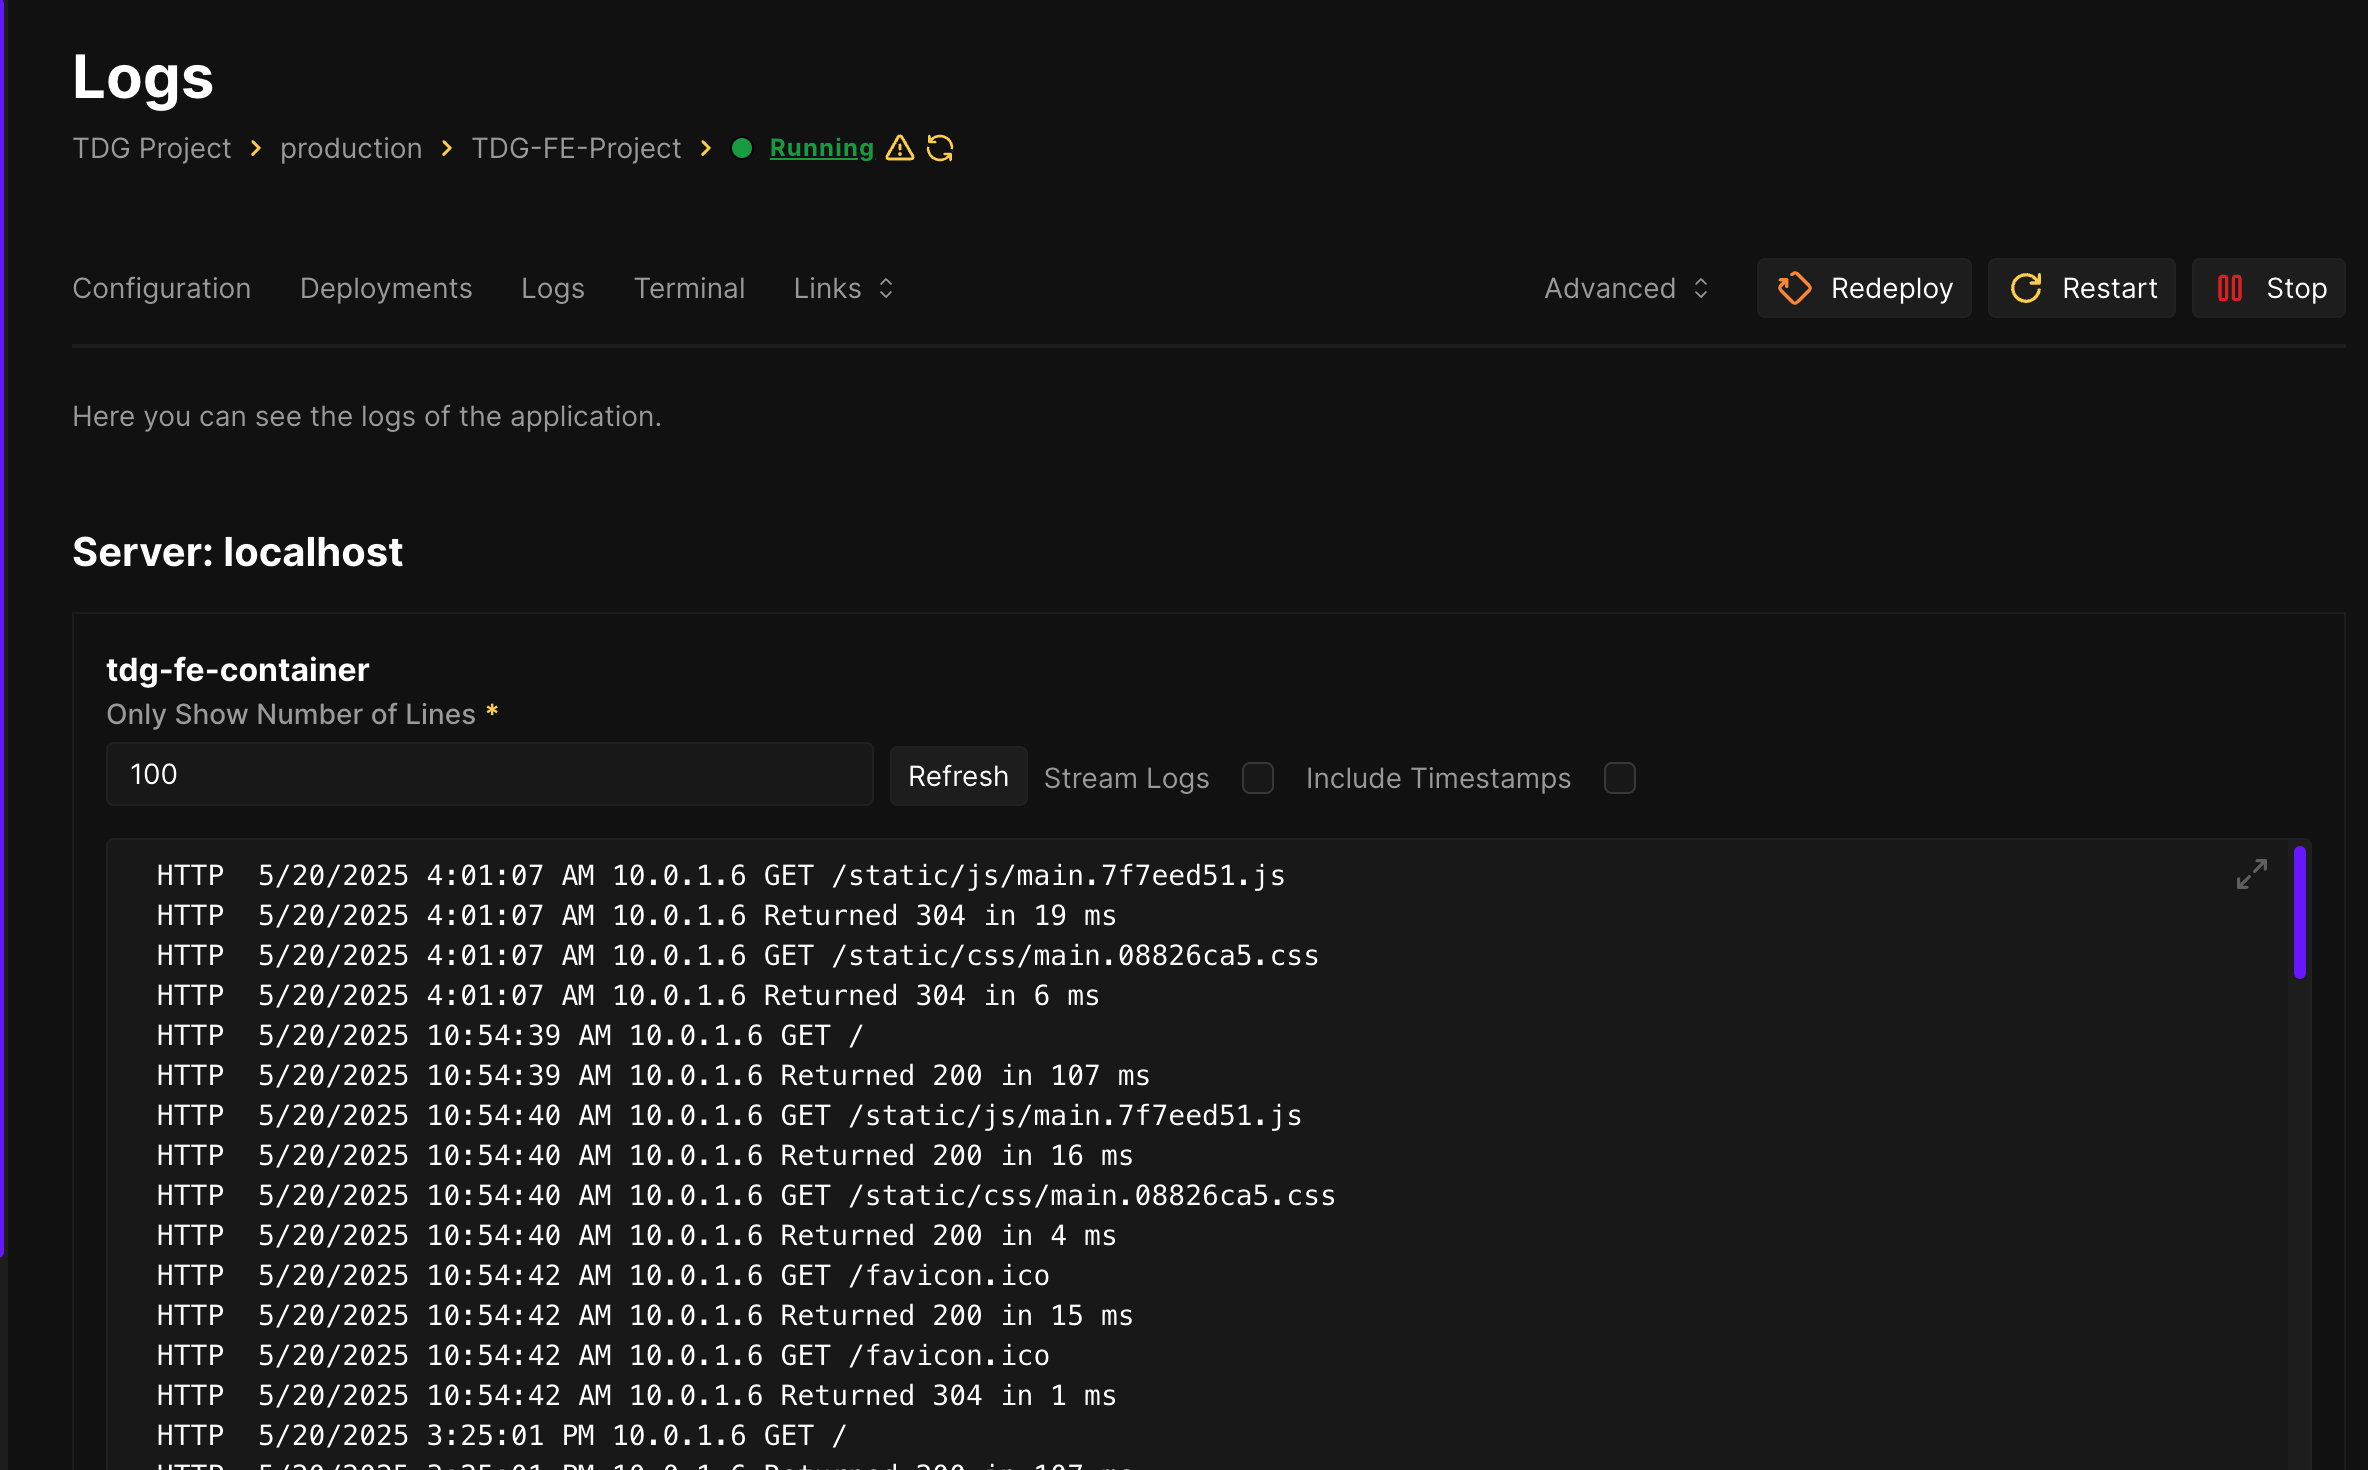 Logs
TDG Project > production > TDG-FE-Project > Running
Configuration Deployments Logs Terminal Links Advanced Redeploy Restart Stop
Here you can see the logs of the application.
Server: localhost
tdg-fe-container
Only Show Number of Lines *
100 Refresh Stream Logs Include Timestamps
HTTP 5/20/2025 4:01:07 AM 10.0.1.6 GET /static/js/main.7f7eed51.js
HTTP 5/20/2025 4:01:07 AM 10.0.1.6 Returned 304 in 19 ms
HTTP 5/20/2025 4:01:07 AM 10.0.1.6 GET /static/css/main.08826ca5.css
HTTP 5/20/2025 4:01:07 AM 10.0.1.6 Returned 304 in 6 ms
HTTP 5/20/2025 10:54:39 AM 10.0.1.6 GET /
HTTP 5/20/2025 10:54:39 AM 10.0.1.6 Returned 200 in 107 ms
HTTP 5/20/2025 10:54:40 AM 10.0.1.6 GET /static/js/main.7f7eed51.js
HTTP 5/20/2025 10:54:40 AM 10.0.1.6 Returned 200 in 16 ms
HTTP 5/20/2025 10:54:40 AM 10.0.1.6 GET /static/css/main.08826ca5.css
HTTP 5/20/2025 10:54:40 AM 10.0.1.6 Returned 200 in 4 ms
HTTP 5/20/2025 10:54:42 AM 10.0.1.6 GET /favicon.ico
HTTP 5/20/2025 10:54:42 AM 10.0.1.6 Returned 200 in 15 ms
HTTP 5/20/2025 10:54:42 AM 10.0.1.6 GET /favicon.ico
HTTP 5/20/2025 10:54:42 AM 10.0.1.6 Returned 304 in 1 ms
HTTP 5/20/2025 3:25:01 PM 10.0.1.6 GET /